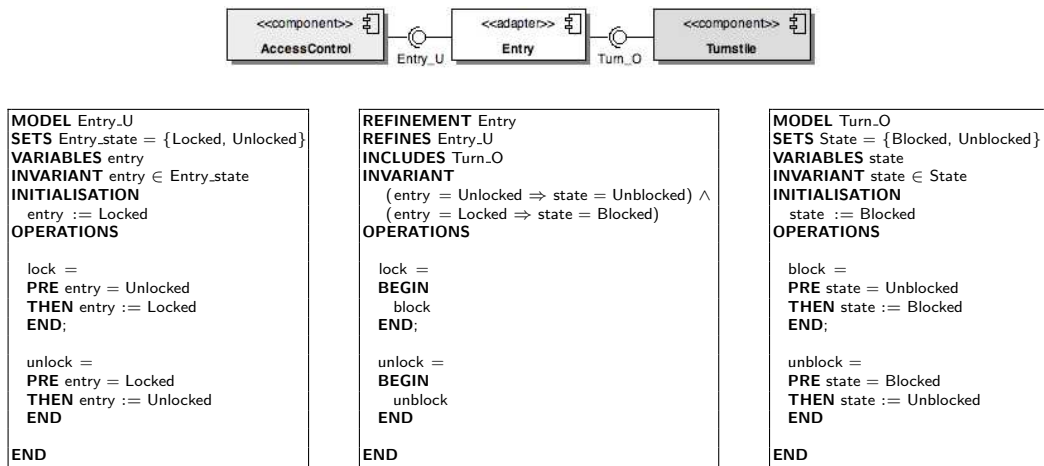 <<component>>
AccessControl
Entry_U
<<adapter>>
Entry
Turn_O
<<component>>
Turnstile
MODEL Entry_U
SETS Entry_state = {Locked, Unlocked}
VARIABLES entry
INVARIANT entry ∈ Entry_state
INITIALISATION
entry := Locked
OPERATIONS
lock =
PRE entry = Unlocked
THEN entry := Locked
END;
unlock =
PRE entry = Locked
THEN entry := Unlocked
END
END
REFINEMENT Entry
REFINES Entry_U
INCLUDES Turn_O
INVARIANT
(entry = Unlocked ⇒ state = Unblocked) ∧
(entry = Locked ⇒ state = Blocked)
OPERATIONS
lock =
BEGIN
block
END;
unlock =
BEGIN
unblock
END
END
MODEL Turn_O
SETS State = {Blocked, Unblocked}
VARIABLES state
INVARIANT state ∈ State
INITIALISATION
state := Blocked
OPERATIONS
block =
PRE state = Unblocked
THEN state := Blocked
END;
unblock =
PRE state = Blocked
THEN state := Unblocked
END
END